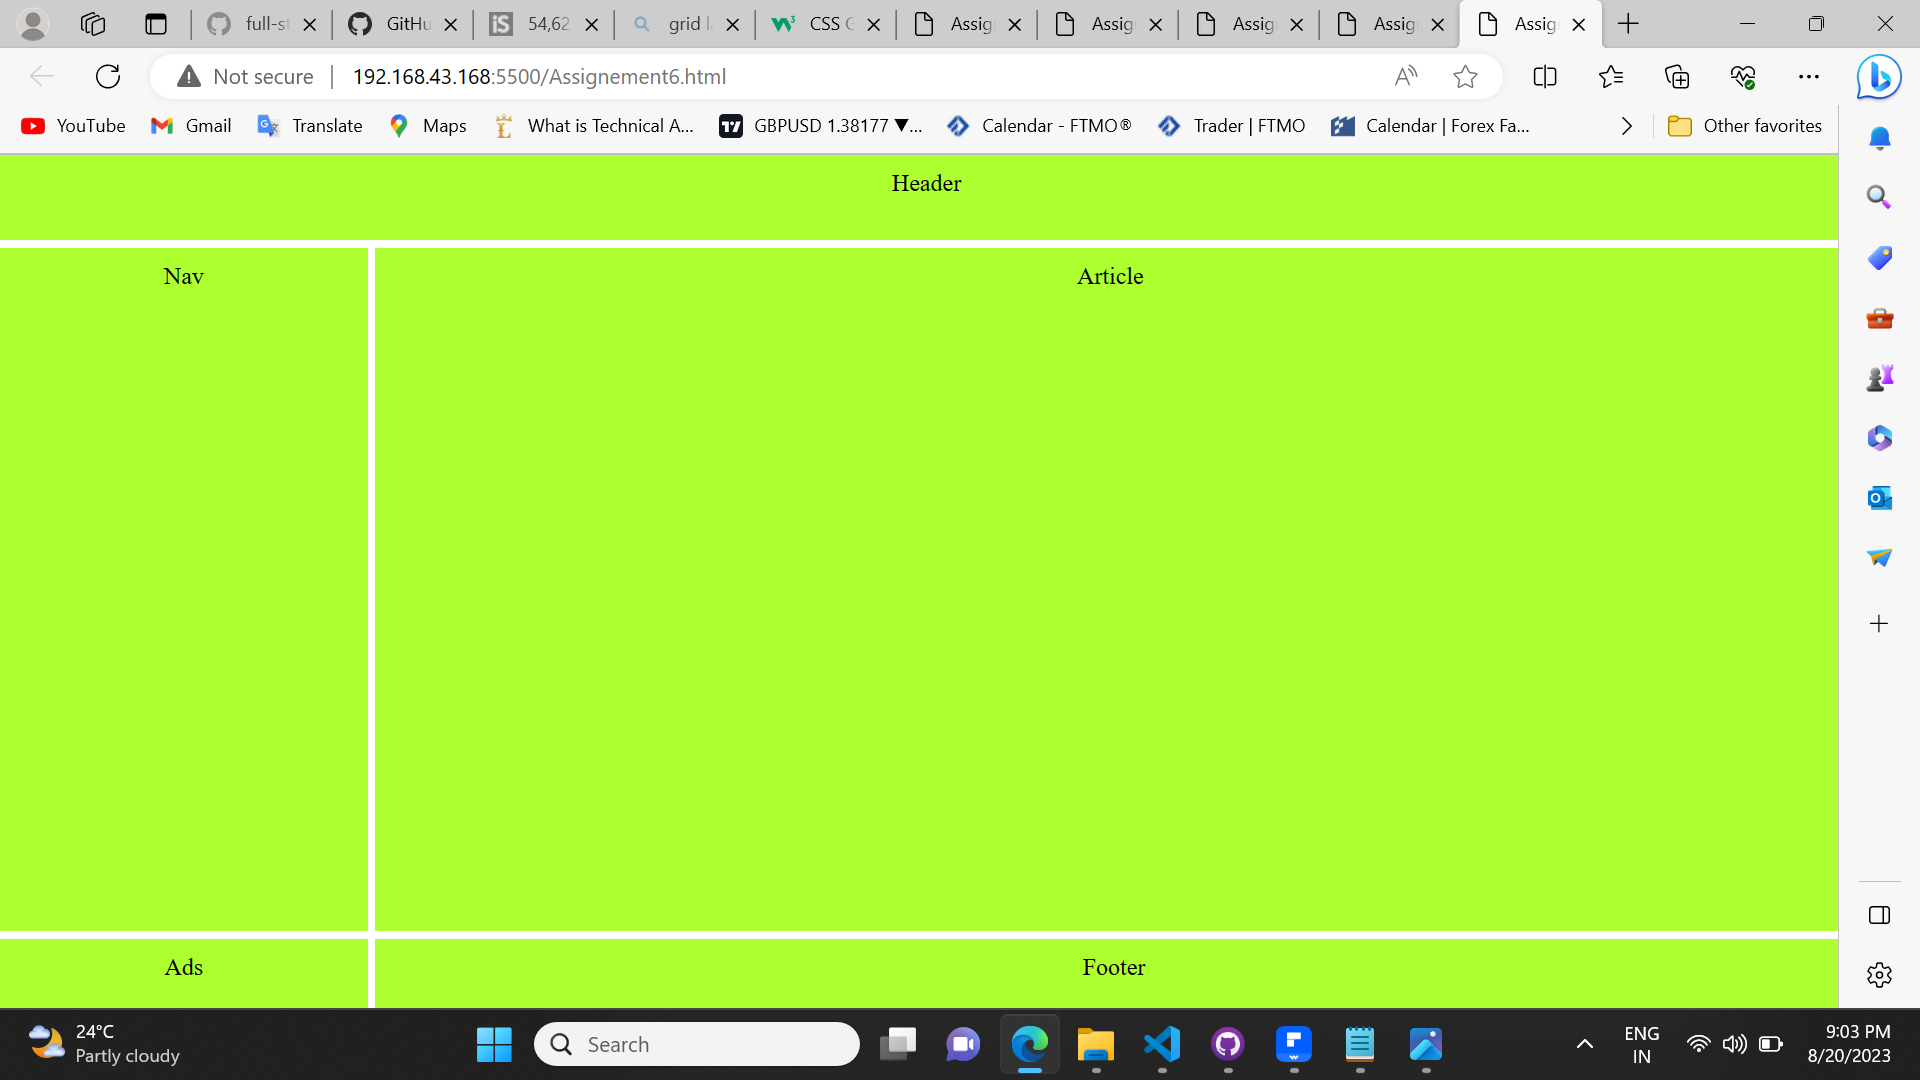 full-st
GitHu
54,62
grid la
CSS G
Assig
Assig
Assig
Assig
Assig
Not secure
192.168.43.168:5500/Assignement6.html
YouTube
Gmail
Translate
Maps
What is Technical A...
GBPUSD 1.38177 ▼...
Calendar - FTMO®
Trader | FTMO
Calendar | Forex Fa...
Other favorites
Header
Nav
Article
Ads
Footer
24°C
Partly cloudy
Search
ENG
IN
9:03 PM
8/20/2023